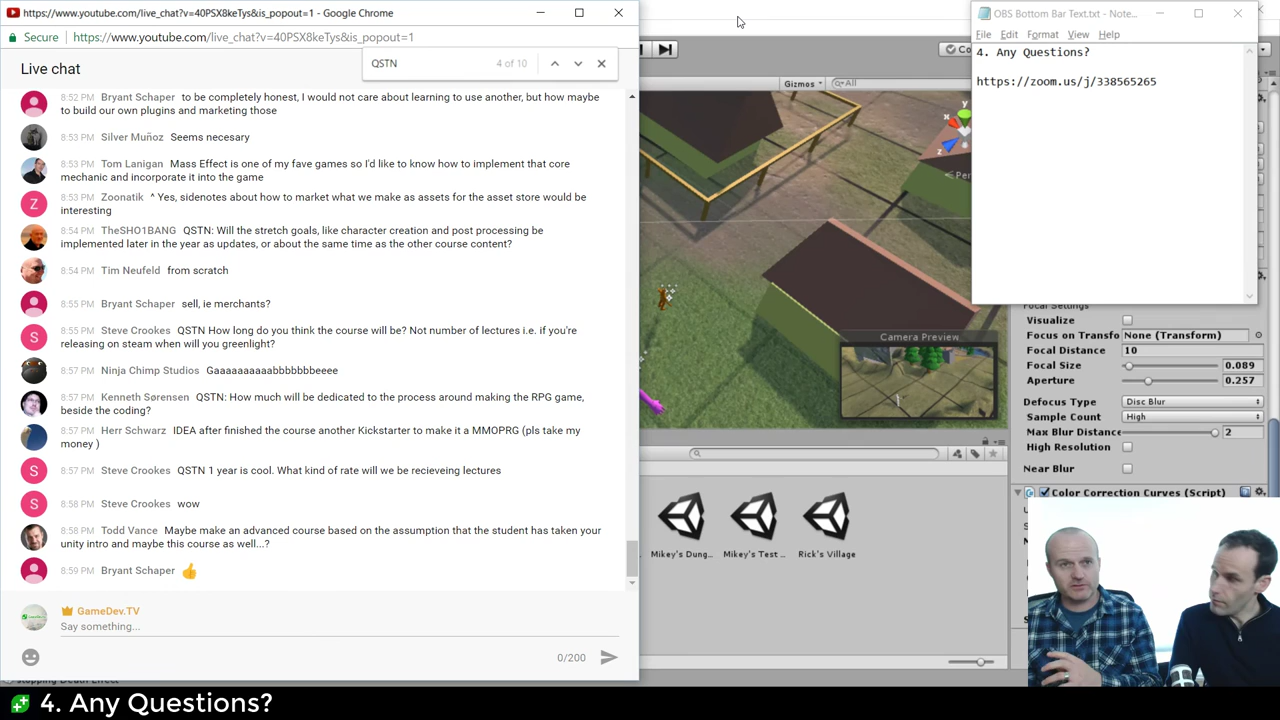 https://www.youtube.com/live_chat?v=40PSX8keTys&is_popout=1 - Google Chrome
Secure
https://www.youtube.com/live_chat?v=40PSX8keTys&is_popout=1
QSTN
4 of 10
Live chat
8:52 PM Bryant Schaper to be completely honest, I would not care about learning to use another, but how maybe
to build our own plugins and marketing those
8:53 PM Silver Muñoz Seems necesary
8:53 PM Tom Lanigan Mass Effect is one of my fave games so I'd like to know how to implement that core
mechanic and incorporate it into the game
Z
8:53 PM Zoonatik ^ Yes, sidenotes about how to market what we make as assets for the asset store would be
interesting
8:54 PM TheSHO1BANG QSTN: Will the stretch goals, like character creation and post processing be
implemented later in the year as updates, or about the same time as the other course content?
8:54 PM Tim Neufeld from scratch
8:55 PM Bryant Schaper sell, ie merchants?
S
8:55 PM Steve Crookes QSTN How long do you think the course will be? Not number of lectures i.e. if you're
releasing on steam when will you greenlight?
8:57 PM Ninja Chimp Studios Gaaaaaaaaaabbbbbbbeeee
8:57 PM Kenneth Sørensen QSTN: How much will be dedicated to the process around making the RPG game,
beside the coding?
8:57 PM Herr Schwarz IDEA after finished the course another Kickstarter to make it a MMOPRG (pls take my
money )
S
8:57 PM Steve Crookes QSTN 1 year is cool. What kind of rate will we be recieveing lectures
S
8:58 PM Steve Crookes wow
8:58 PM Todd Vance Maybe make an advanced course based on the assumption that the student has taken your
unity intro and maybe this course as well...?
8:59 PM Bryant Schaper
GameDev.TV
Say something...
0/200
Gizmos
All
Co
y
x
z
Pe
Camera Preview
Mikey's Dung...
Mikey's Test ...
Rick's Village
OBS Bottom Bar Text.txt - Note...
File Edit Format View Help
4. Any Questions?
https://zoom.us/j/338565265
Focal Settings
Visualize
Focus on Transfo None (Transform)
Focal Distance 10
Focal Size 0.089
Aperture 0.257
Defocus Type Disc Blur
Sample Count High
Max Blur Distanc 2
High Resolution
Near Blur
Color Correction Curves (Script)
4. Any Questions?